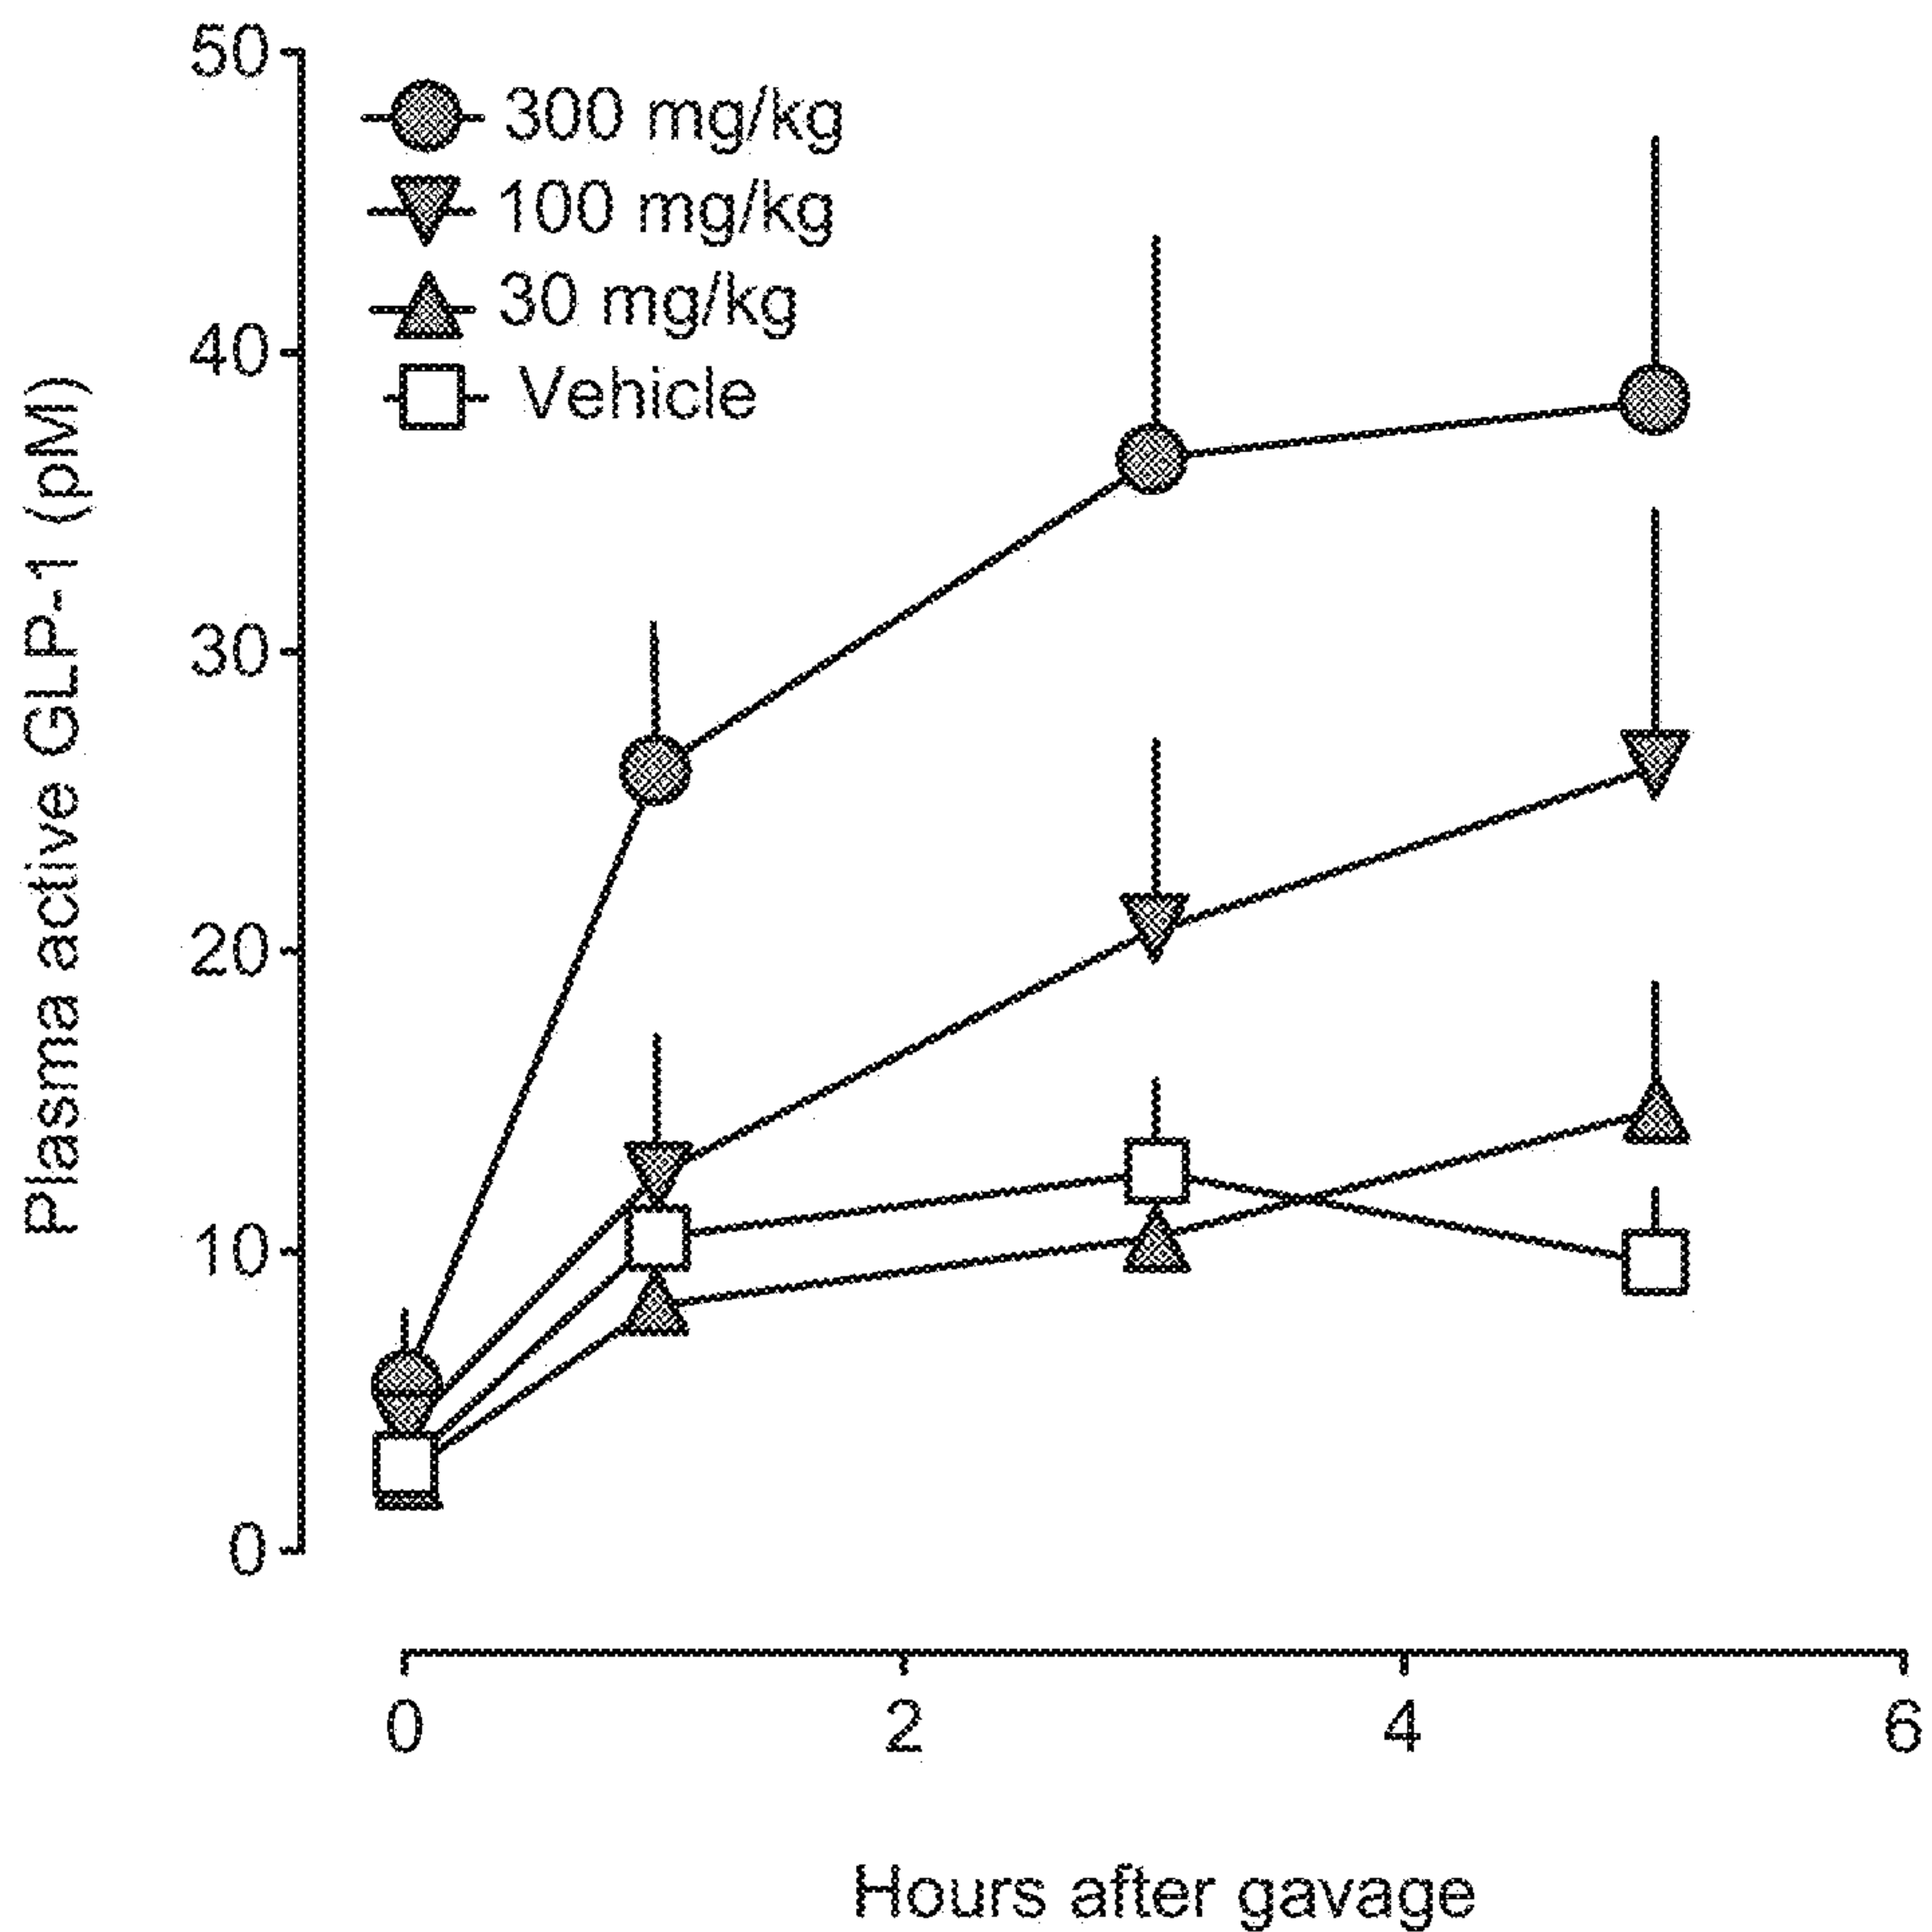 50
40
30
20
10
0
Plasma active GLP-1 (pM)
300 mg/kg
100 mg/kg
30 mg/kg
Vehicle
0 2 4 6
Hours after gavage